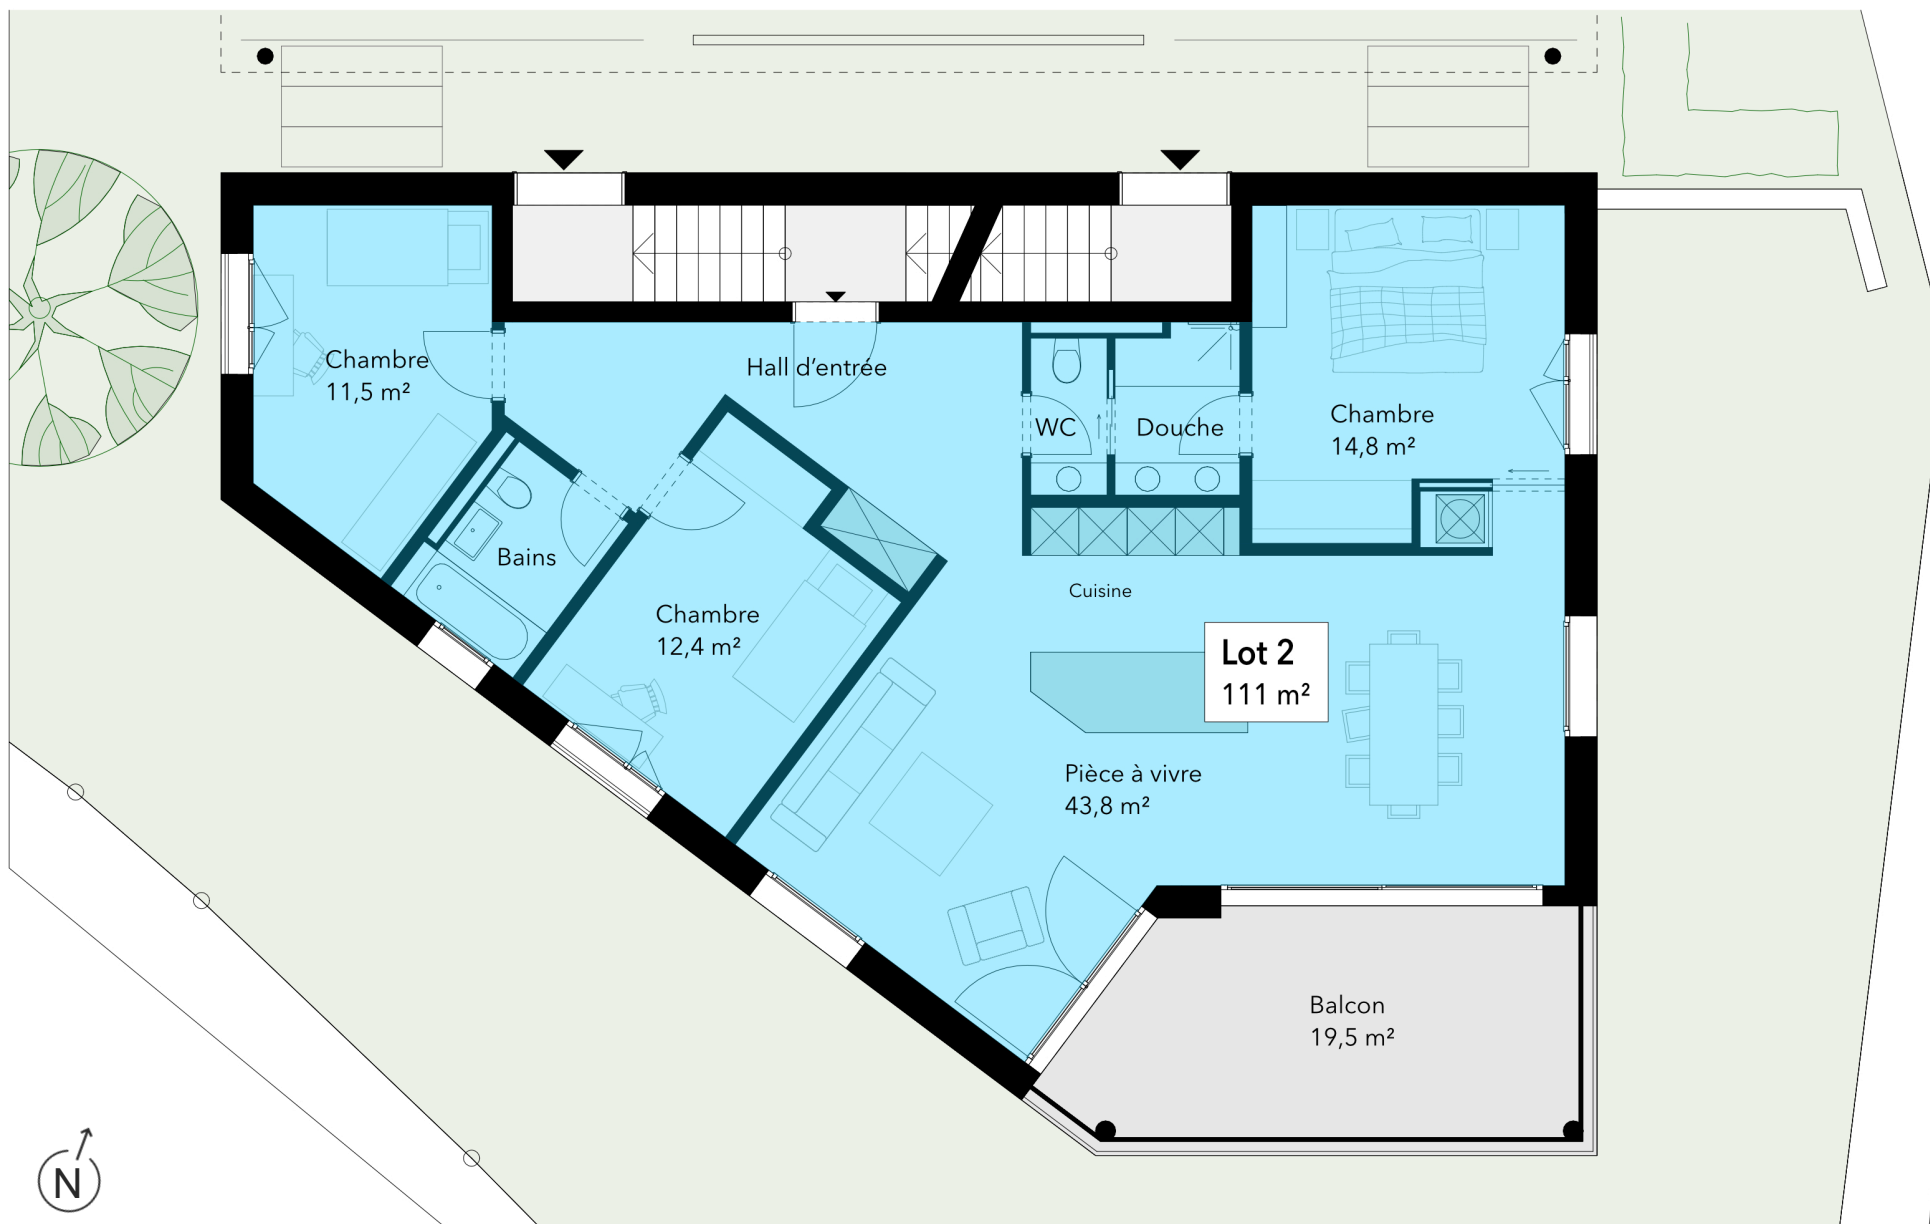 Chambre
11,5 m²
Hall d’entrée
WC
Douche
Chambre
14,8 m²
Bains
Chambre
12,4 m²
Cuisine
Lot 2
111 m²
Pièce à vivre
43,8 m²
Balcon
19,5 m²
N